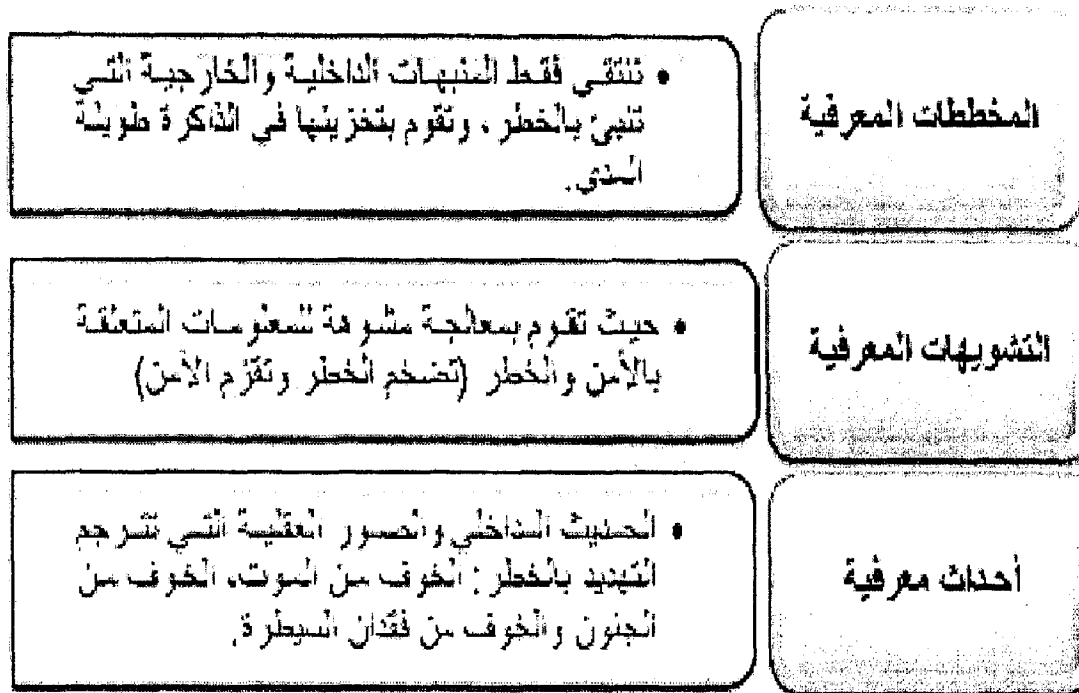 المخططات المعرفية
• تنتقي فقط المنبهات الداخلية والخارجية التي
تنبئ بالخطر، وتقوم بتخزينها في الذاكرة طويلة
المدى.
التشويهات المعرفية
• حيث تقوم بمعالجة مشوهة للمعلومات المتعلقة
بالأمن والخطر (تضخم الخطر وتقزم الأمن)
أحداث معرفية
• الحديث الداخلي والصور العقلية التي تترجم
التهديد بالخطر: الخوف من الموت، الخوف من
الجنون والخوف من فقدان السيطرة.